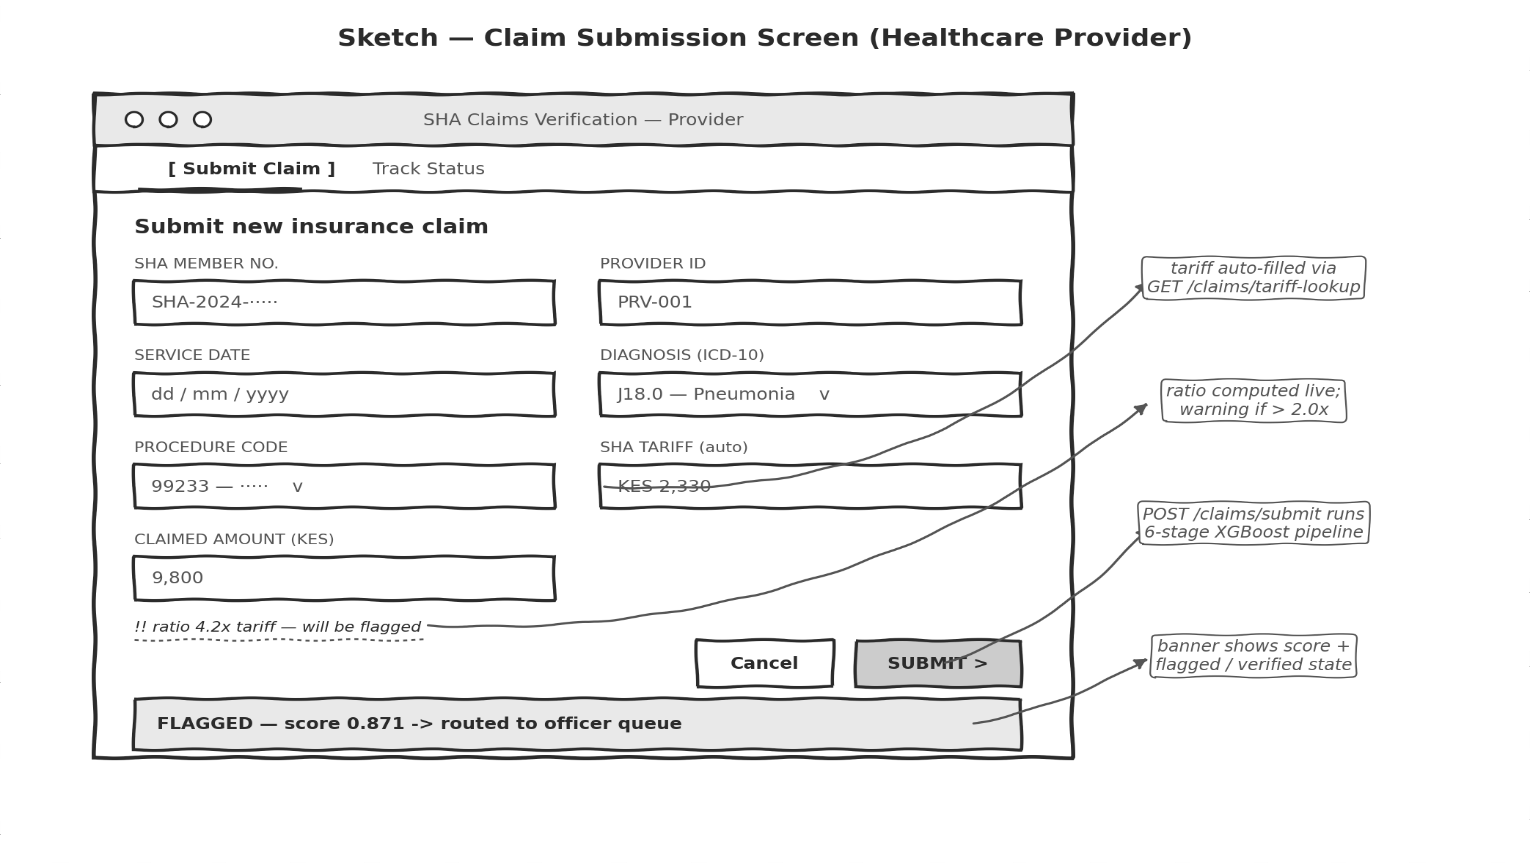 Sketch — Claim Submission Screen (Healthcare Provider)
SHA Claims Verification — Provider
[ Submit Claim ] Track Status
Submit new insurance claim
SHA MEMBER NO.
SHA-2024-·····
PROVIDER ID
PRV-001
SERVICE DATE
dd / mm / yyyy
DIAGNOSIS (ICD-10)
J18.0 — Pneumonia v
PROCEDURE CODE
99233 — ····· v
SHA TARIFF (auto)
KES 2,330
CLAIMED AMOUNT (KES)
9,800
!! ratio 4.2x tariff — will be flagged
Cancel
SUBMIT >
FLAGGED — score 0.871 -> routed to officer queue
tariff auto-filled via
GET /claims/tariff-lookup
ratio computed live;
warning if > 2.0x
POST /claims/submit runs
6-stage XGBoost pipeline
banner shows score +
flagged / verified state